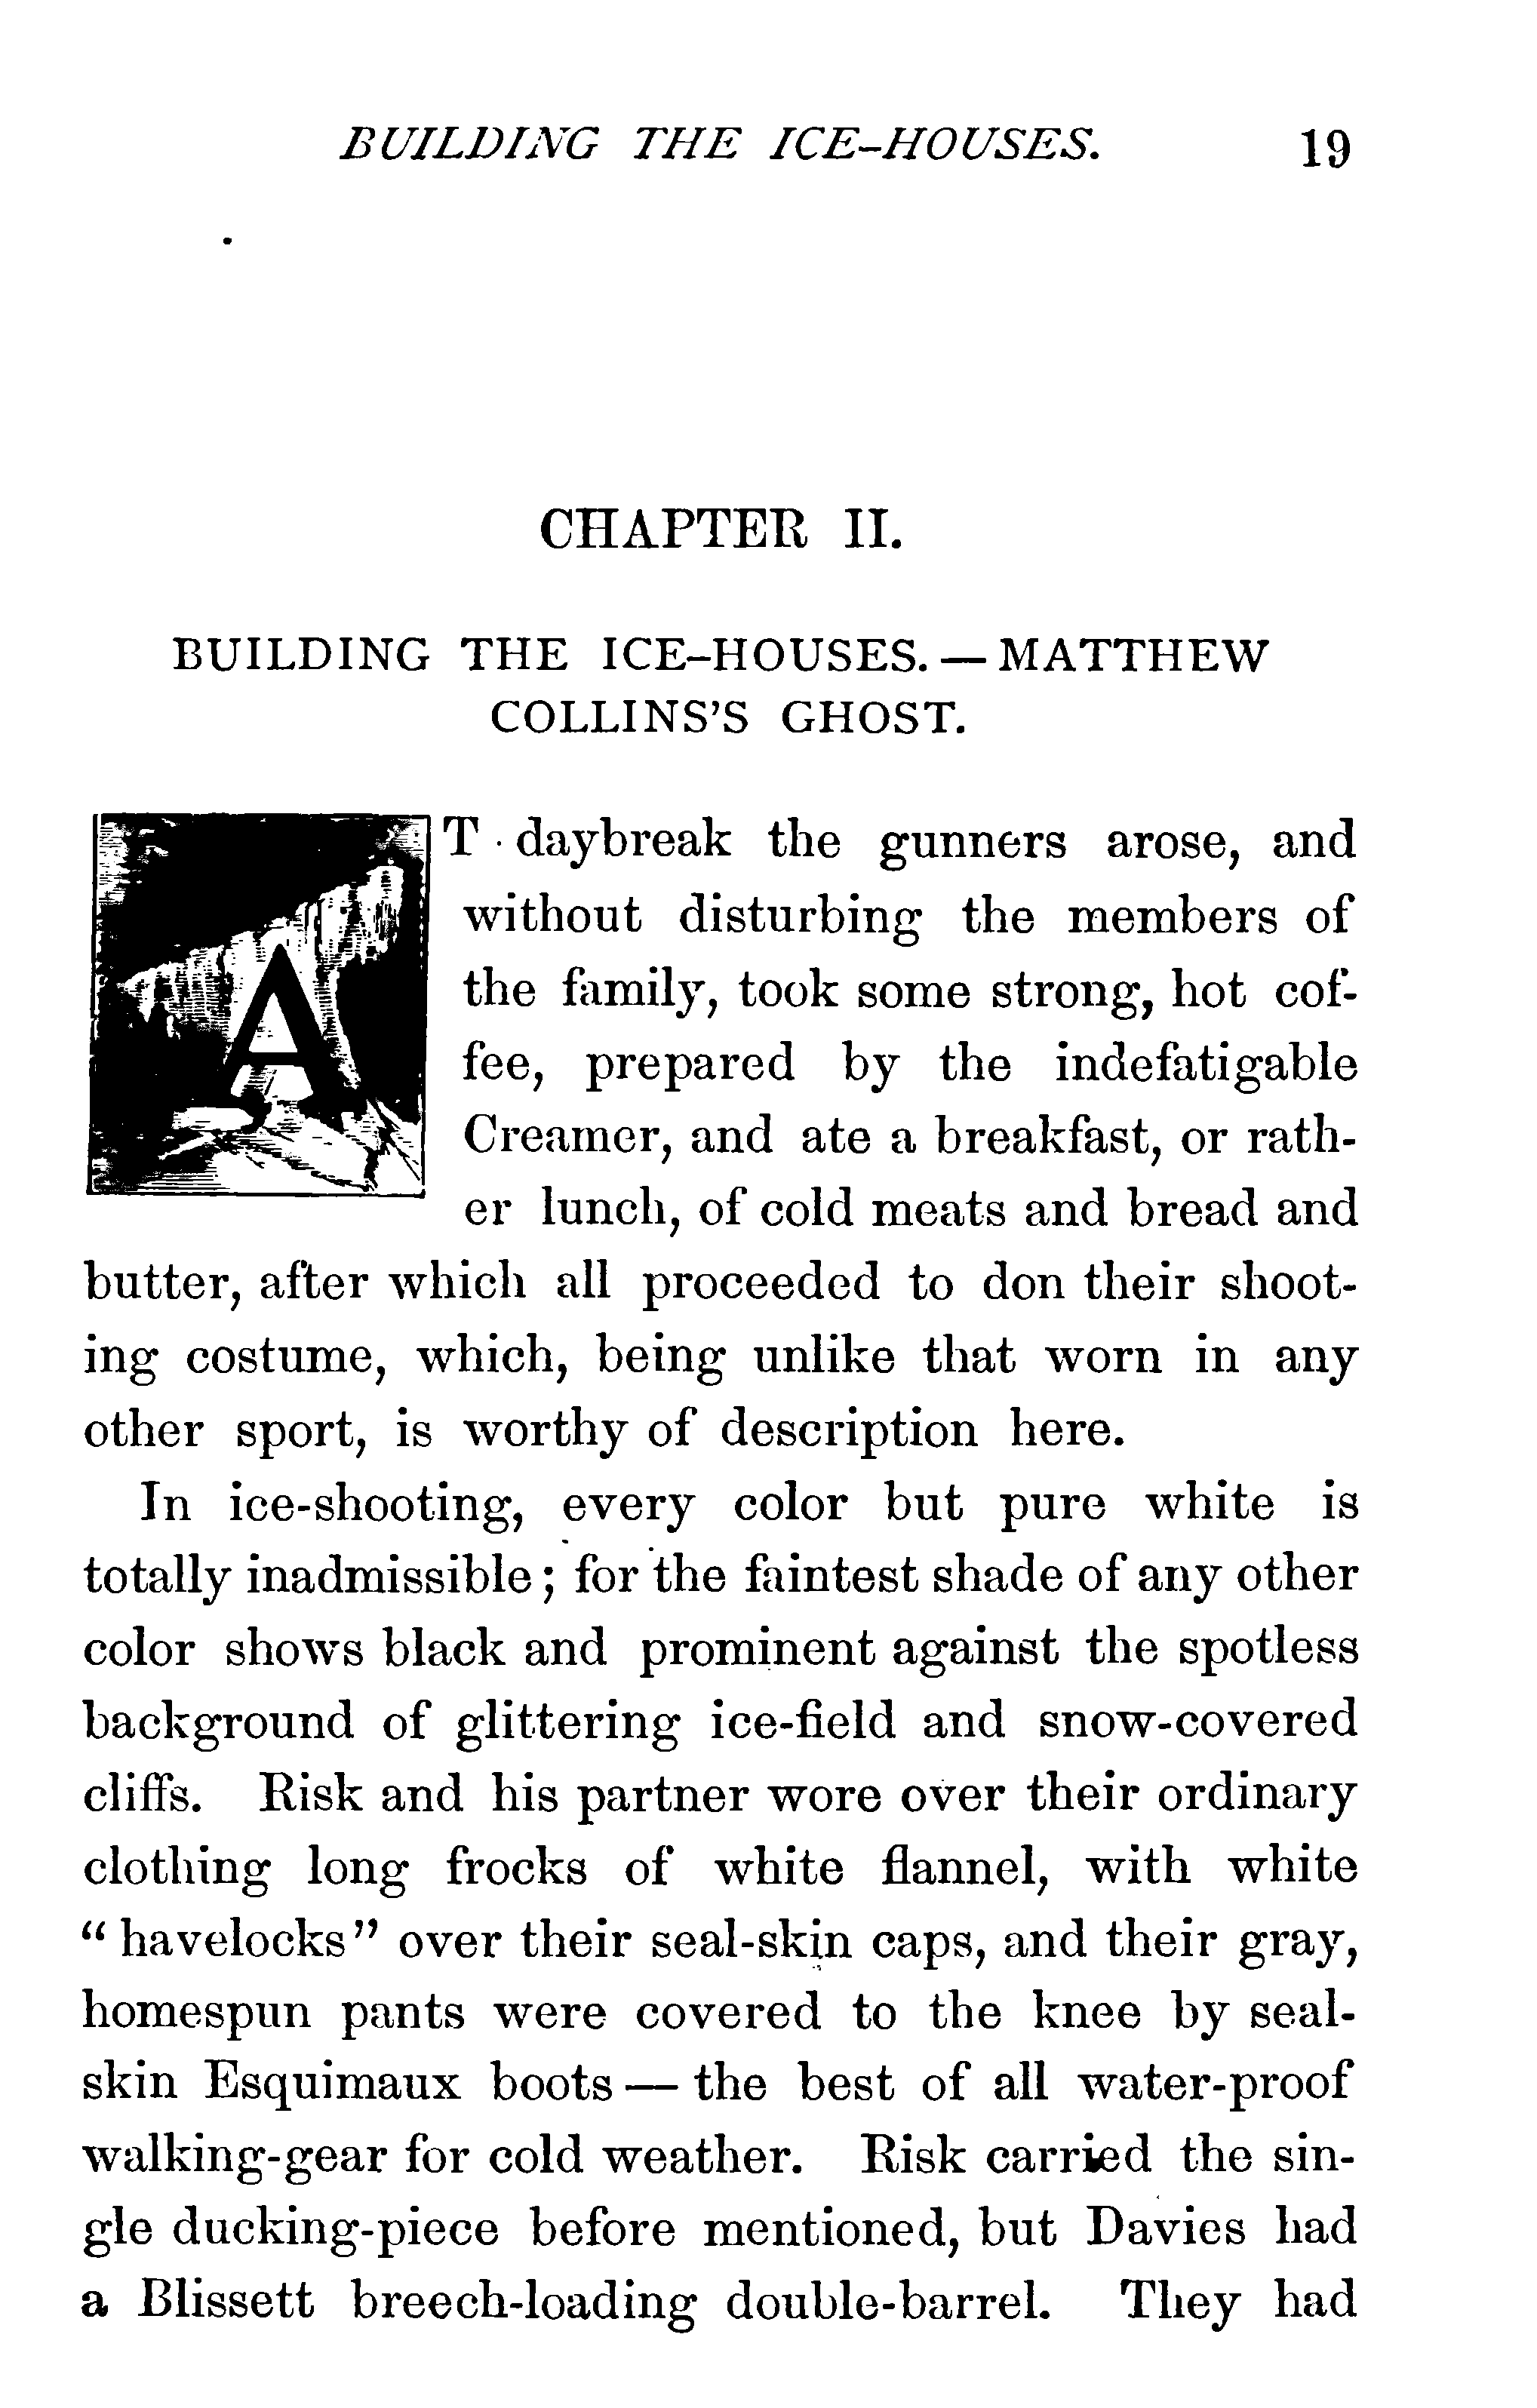 BUILDING THE ICE-HOUSES. 19
CHAPTER II.
BUILDING THE ICE-HOUSES. — MATTHEW
COLLINS'S GHOST.
AT daybreak the gunners arose, and
without disturbing the members of
the family, took some strong, hot cof-
fee, prepared by the indefatigable
Creamer, and ate a breakfast, or rath-
er lunch, of cold meats and bread and
butter, after which all proceeded to don their shoot-
ing costume, which, being unlike that worn in any
other sport, is worthy of description here.
In ice-shooting, every color but pure white is
totally inadmissible; for the faintest shade of any other
color shows black and prominent against the spotless
background of glittering ice-field and snow-covered
cliffs. Risk and his partner wore over their ordinary
clothing long frocks of white flannel, with white
"havelocks" over their seal-skin caps, and their gray,
homespun pants were covered to the knee by seal-
skin Esquimaux boots — the best of all water-proof
walking-gear for cold weather. Risk carried the sin-
gle ducking-piece before mentioned, but Davies had
a Blissett breech-loading double-barrel. They had